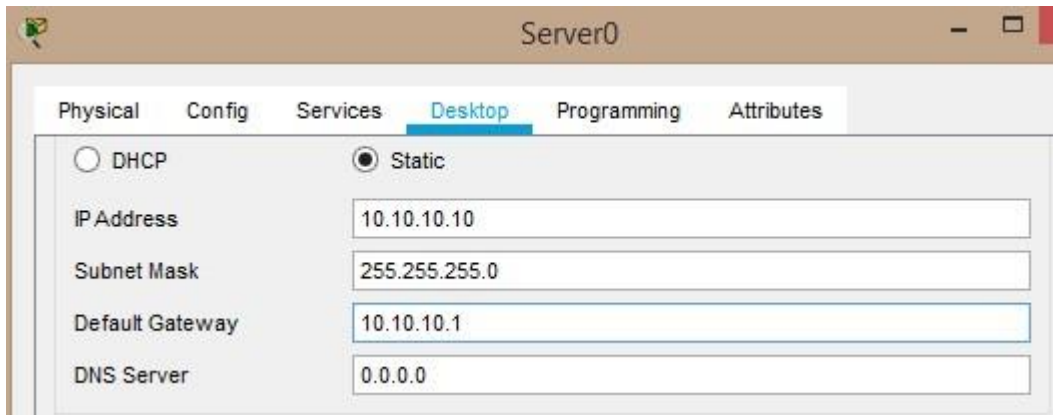 Server0
Physical Config Services Desktop Programming Attributes
DHCP Static
IP Address 10.10.10.10
Subnet Mask 255.255.255.0
Default Gateway 10.10.10.1
DNS Server 0.0.0.0